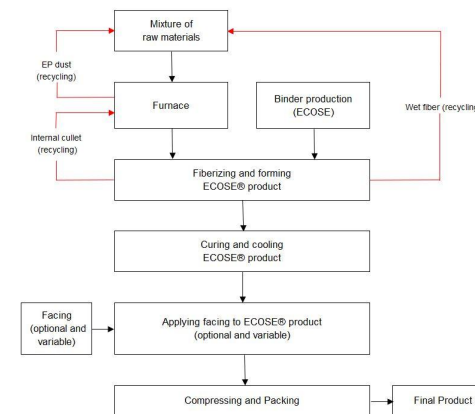 Mixture of
raw materials
EP dust
(recycling)
Furnace
Binder production
(ECOSE)
Wet fiber (recycling
Internal cullet
(recycling)
Fiberizing and forming
ECOSE® product
Curing and cooling
ECOSE® product
Facing
(optional and
variable)
Applying facing to ECOSE® product
(optional and variable)
Compressing and Packing
Final Product